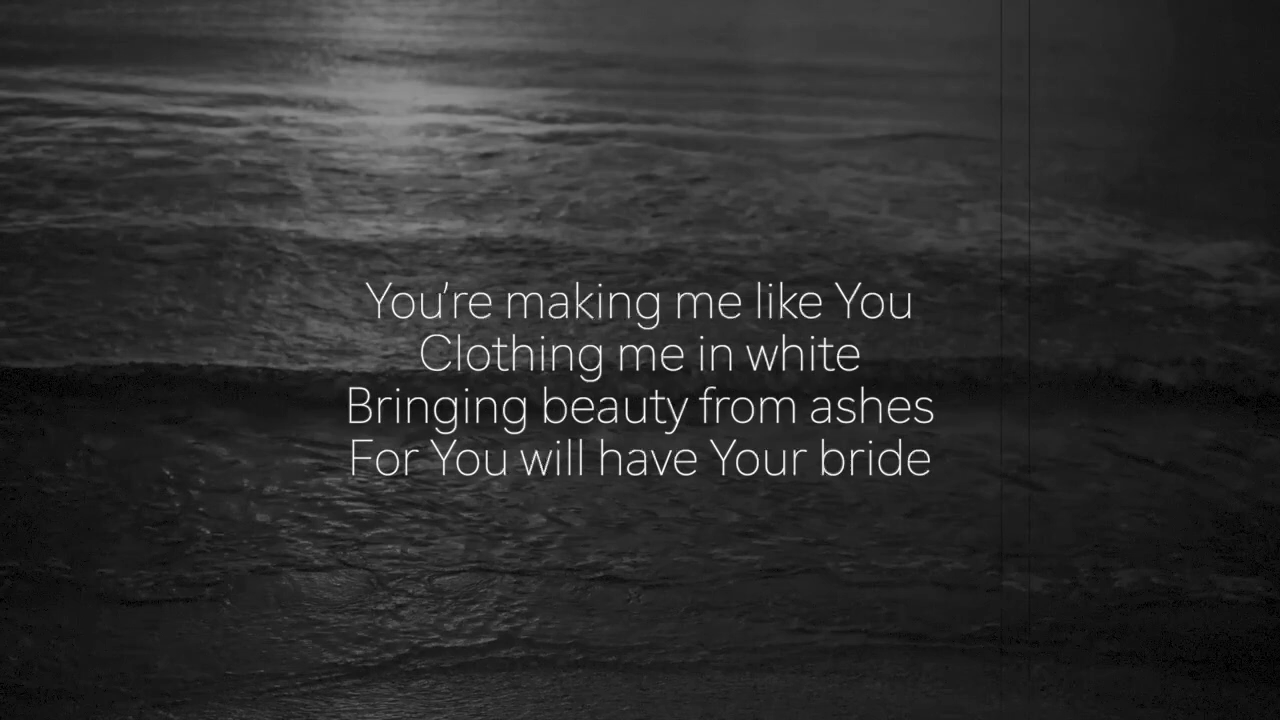 You're making me like You
Clothing me in white
Bringing beauty from ashes
For You will have Your bride